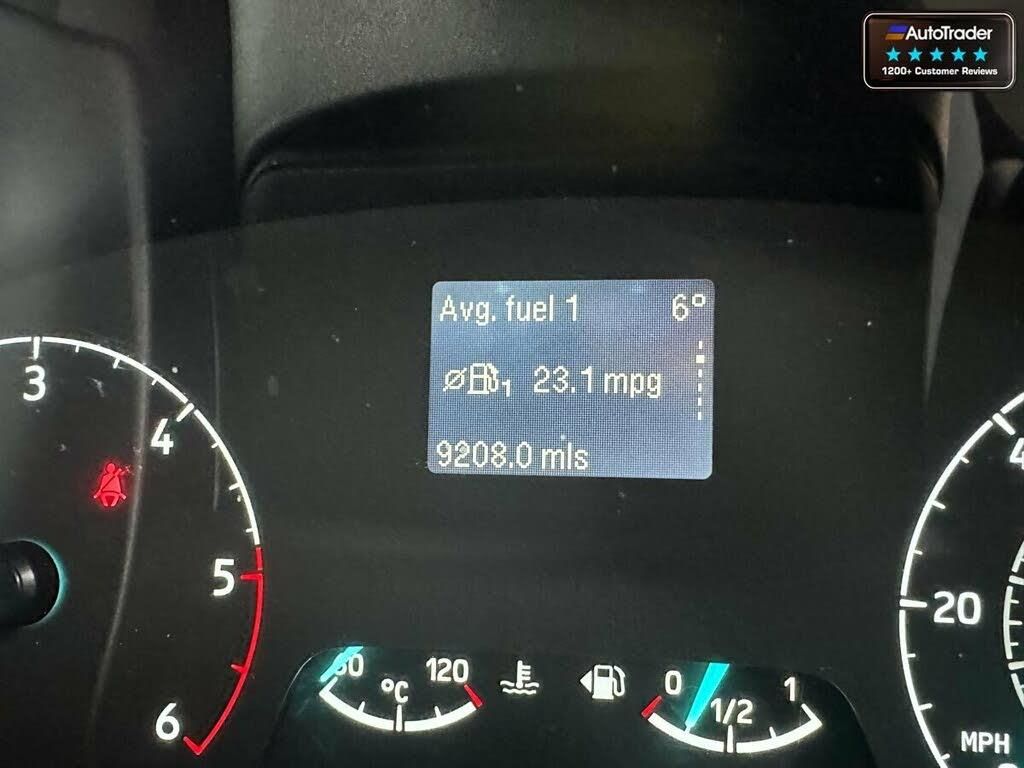 AutoTrader
1200+ Customer Reviews
Avg. fuel 1 6°
1 23.1 mpg
9208.0 mls
3
4
5
6
°C
120
0
1/2
1
20
MPH